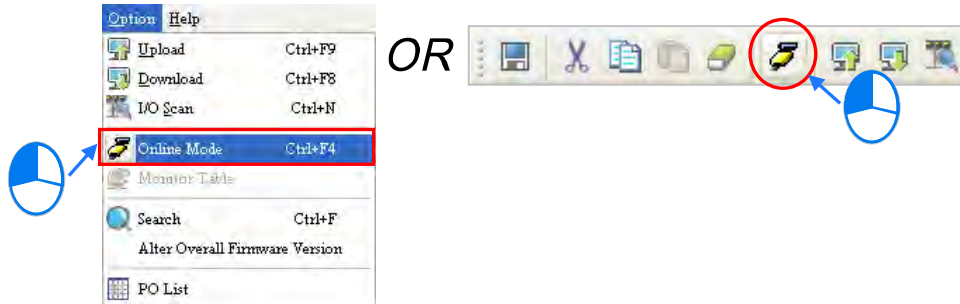 Option Help
Upload Ctrl+F9
Download Ctrl+F8
I/O Scan Ctrl+N
Online Mode Ctrl+F4
Monitor Table
Search Ctrl+F
Alter Overall Firmware Version
PO List
OR